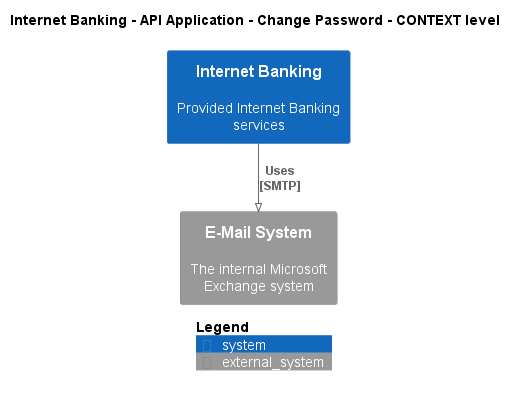 Internet Banking - API Application - Change Password - CONTEXT level
Internet Banking
Provided Internet Banking
services
Uses
[SMTP]
E-Mail System
The internal Microsoft
Exchange system
Legend
system
external_system